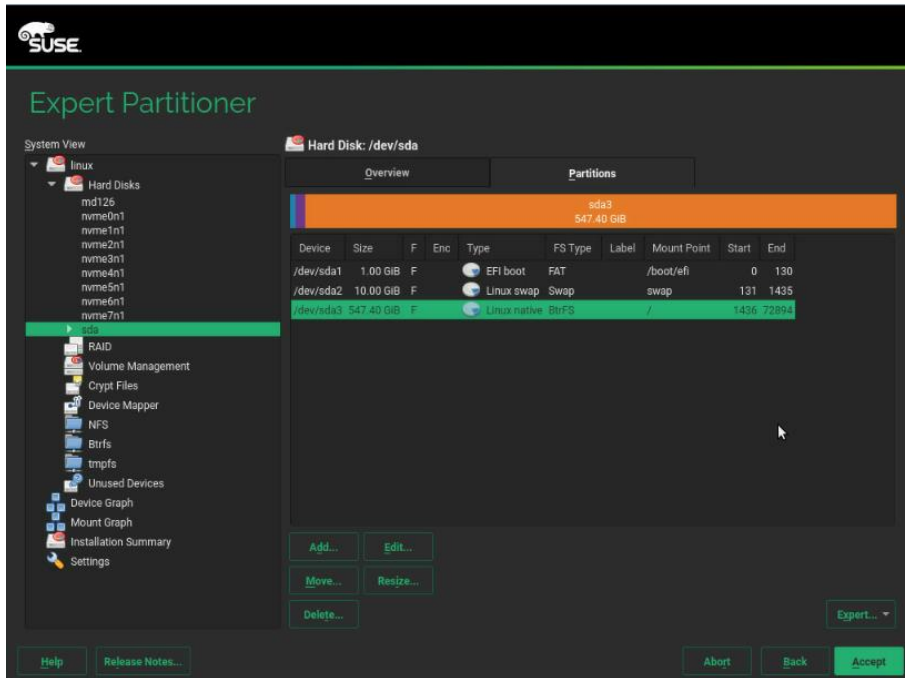 SUSE.
Expert Partitioner
System View
linux
Hard Disks
md126
nvme0n1
nvme1n1
nvme2n1
nvme3n1
nvme4n1
nvme5n1
nvme6n1
nvme7n1
sda
RAID
Volume Management
Crypt Files
Device Mapper
NFS
Btrfs
tmpfs
Unused Devices
Device Graph
Mount Graph
Installation Summary
Settings
Hard Disk: /dev/sda
Overview Partitions
sda3
547.40 GiB
Device Size F Enc Type FS Type Label Mount Point Start End
/dev/sda1 1.00 GiB F EFI boot FAT /boot/efi 0 130
/dev/sda2 10.00 GiB F Linux swap Swap swap 131 1435
/dev/sda3 547.40 GiB F Linux native BtrFS / 1436 72894
Add... Edit...
Move... Resize...
Delete... Expert...
Help Release Notes... Abort Back Accept